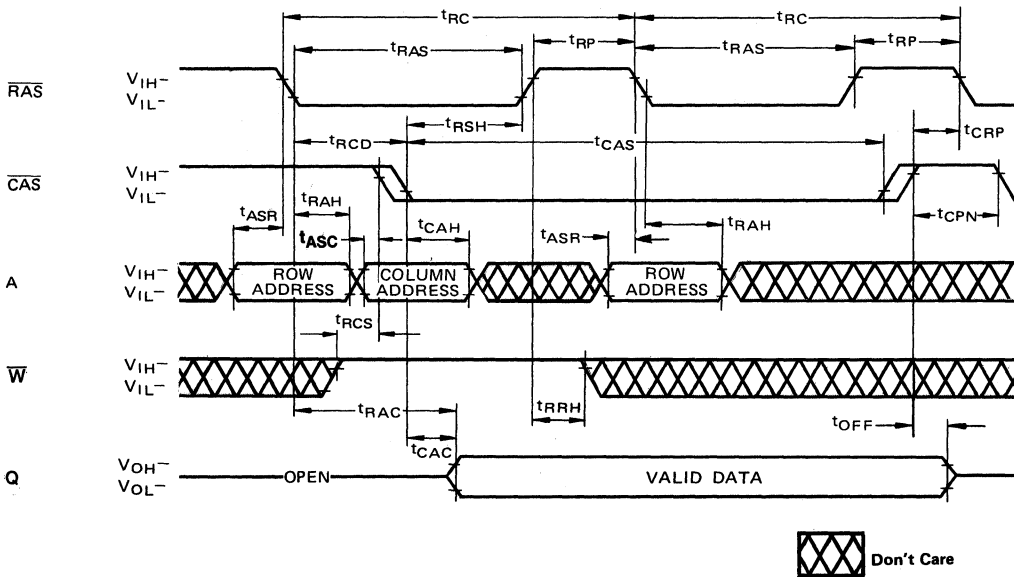 tRC tRC
tRAS tRP tRAS tRP
RAS VIH–
VIL–
tRSH
tRCD tCAS tCRP
CAS VIH–
VIL–
tASR tRAH tCPN
tASC tCAH tASR tRAH
A VIH–
VIL–
ROW ADDRESS
COLUMN ADDRESS
ROW ADDRESS
tRCS
W VIH–
VIL–
tRAC tRRH
tOFF
tCAC
Q VOH–
VOL–
OPEN VALID DATA
Don't Care